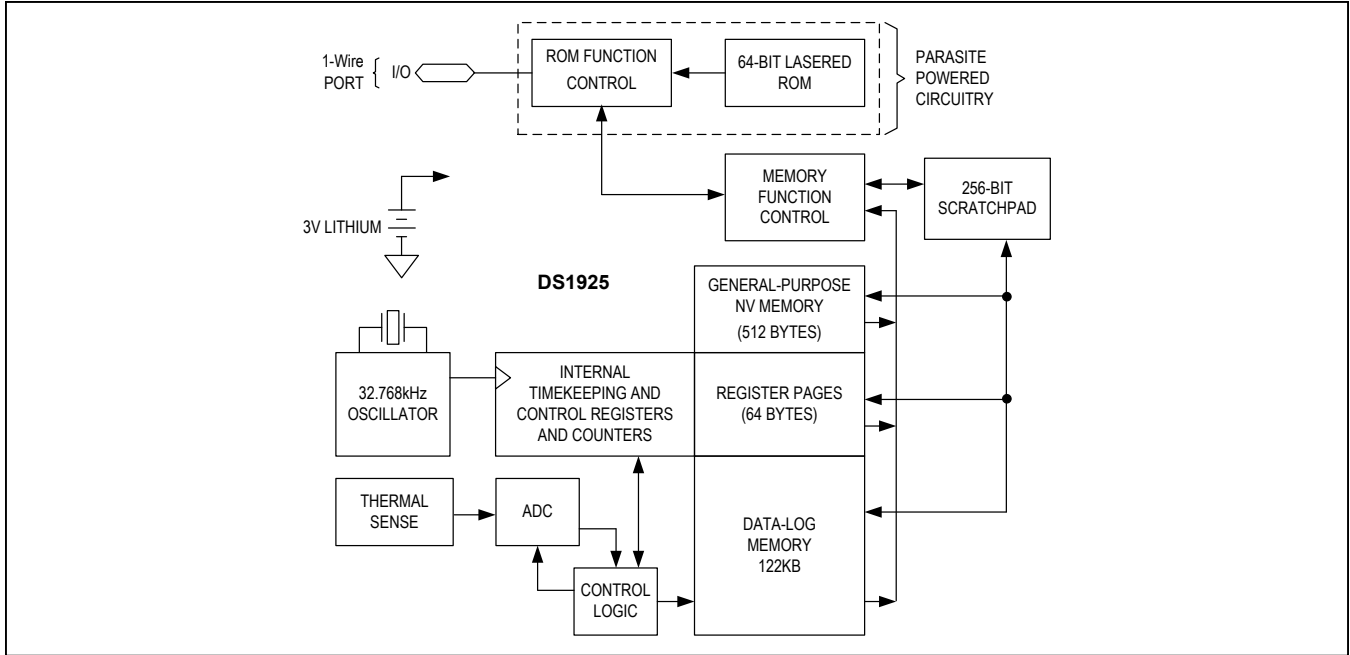 1-Wire
PORT
{
I/O
ROM FUNCTION
CONTROL
64-BIT LASERED
ROM
}
PARASITE
POWERED
CIRCUITRY
MEMORY
FUNCTION
CONTROL
256-BIT
SCRATCHPAD
3V LITHIUM
DS1925
GENERAL-PURPOSE
NV MEMORY
(512 BYTES)
32.768kHz
OSCILLATOR
INTERNAL
TIMEKEEPING AND
CONTROL REGISTERS
AND COUNTERS
REGISTER PAGES
(64 BYTES)
THERMAL
SENSE
ADC
CONTROL
LOGIC
DATA-LOG
MEMORY
122KB